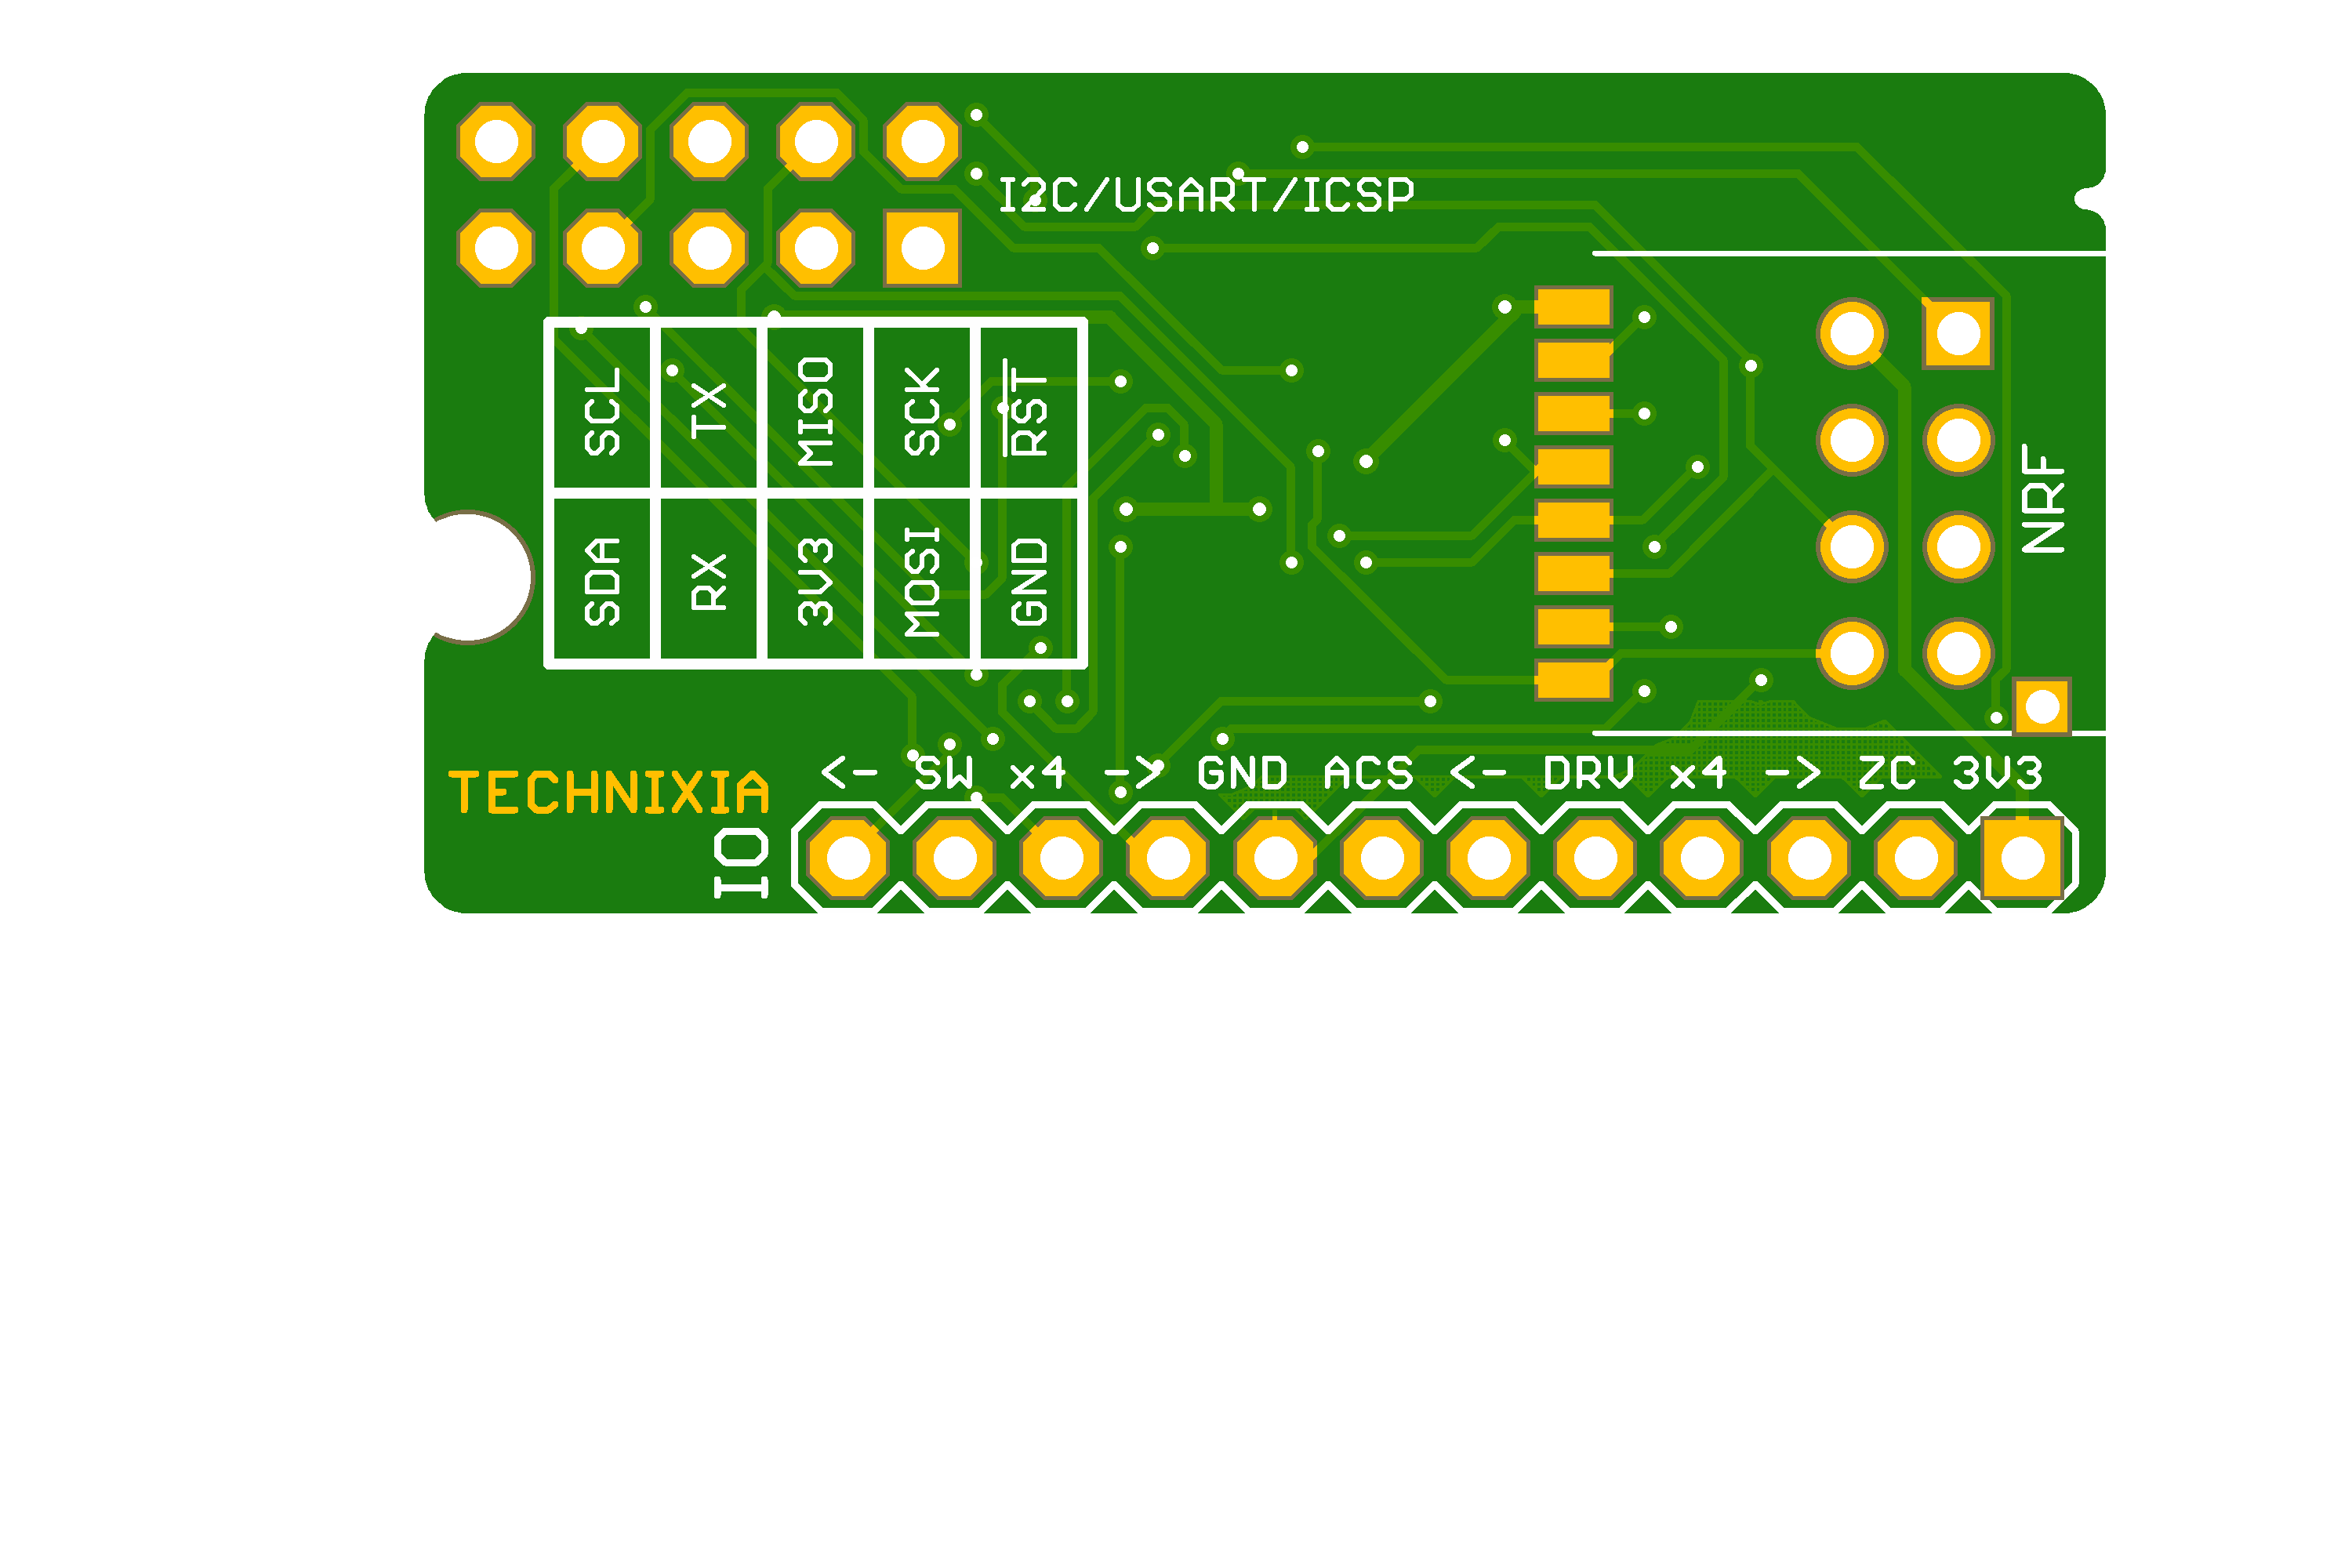 I2C/USART/ICSP
SCL TX MISO SCK RST
SDA RX 3V3 MOSI GND
NRF
<- SW x4 -> GND ACS <- DRV x4 -> ZC 3V3
TECHNIXIA
IO